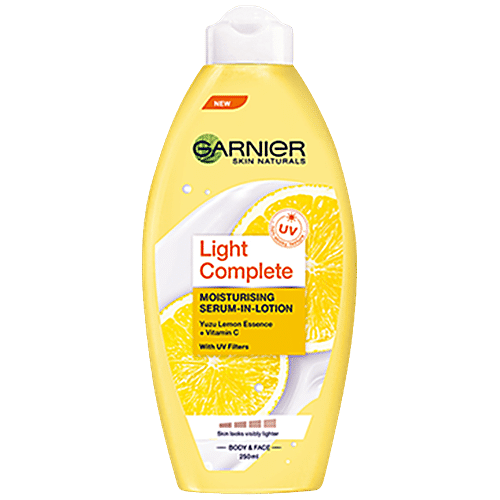 NEW
GARNIER
SKIN NATURALS
UV
Light
Complete
MOISTURISING
SERUM-IN-LOTION
Yuzu Lemon Essence
+ Vitamin C
With UV Filters
Skin looks visibly lighter
BODY & FACE
250ml